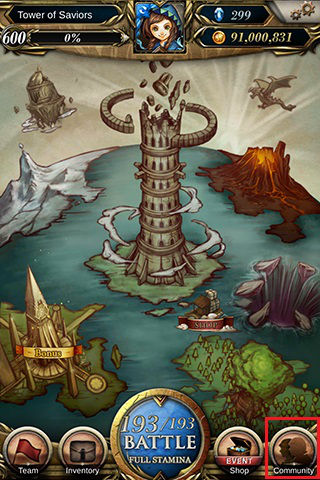 Tower of Saviors
299
600
0%
91,000,831
SHOP
Bonus
193/193
BATTLE
FULL STAMINA
EVENT
Team
Inventory
Shop
Community